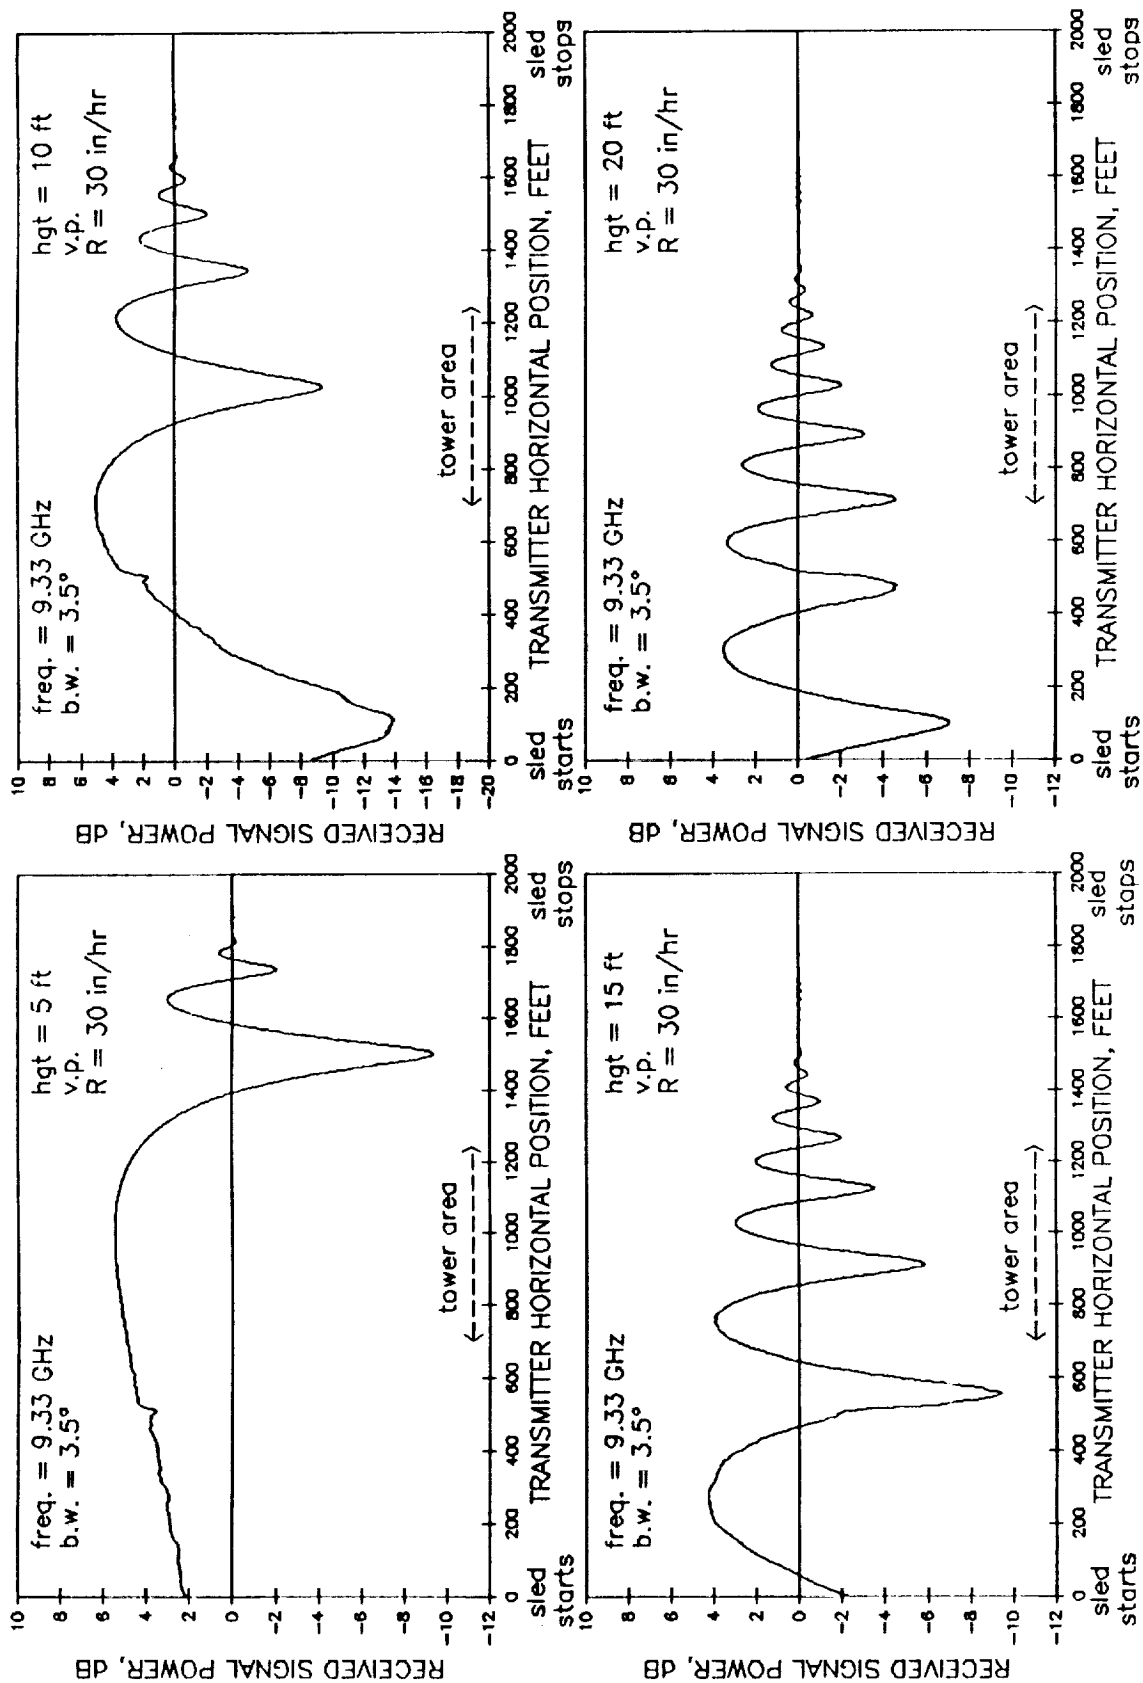 freq. = 9.33 GHz
b.w. = 3.5°
hgt = 5 ft
v.p.
R = 30 in/hr
RECEIVED SIGNAL POWER, dB
10
8
6
4
2
0
-2
-4
-6
-8
-10
-12
tower area
0 200 400 600 800 1000 1200 1400 1600 1800 2000
sled starts
TRANSMITTER HORIZONTAL POSITION, FEET
sled stops
freq. = 9.33 GHz
b.w. = 3.5°
hgt = 10 ft
v.p.
R = 30 in/hr
RECEIVED SIGNAL POWER, dB
10
8
6
4
2
0
-2
-4
-6
-8
-10
-12
-14
-16
-18
-20
tower area
0 200 400 600 800 1000 1200 1400 1600 1800 2000
sled starts
TRANSMITTER HORIZONTAL POSITION, FEET
sled stops
freq. = 9.33 GHz
b.w. = 3.5°
hgt = 15 ft
v.p.
R = 30 in/hr
RECEIVED SIGNAL POWER, dB
10
8
6
4
2
0
-2
-4
-6
-8
-10
-12
tower area
0 200 400 600 800 1000 1200 1400 1600 1800 2000
sled starts
TRANSMITTER HORIZONTAL POSITION, FEET
sled stops
freq. = 9.33 GHz
b.w. = 3.5°
hgt = 20 ft
v.p.
R = 30 in/hr
RECEIVED SIGNAL POWER, dB
10
8
6
4
2
0
-2
-4
-6
-8
-10
-12
tower area
0 200 400 600 800 1000 1200 1400 1600 1800 2000
sled starts
TRANSMITTER HORIZONTAL POSITION, FEET
sled stops